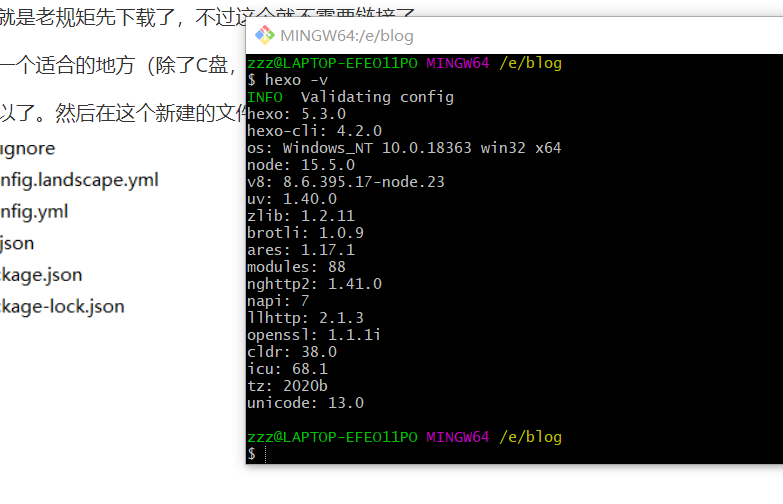 就是老规矩先下载了，不过这个就不需要链接了
一个适合的地方（除了C盘，
以了。然后在这个新建的文件
ignore
nfig.landscape.yml
nfig.yml
.json
ckage.json
ckage-lock.json
MINGW64:/e/blog
zzz@LAPTOP-EFEO11PO MINGW64 /e/blog
$ hexo -v
INFO  Validating config
hexo: 5.3.0
hexo-cli: 4.2.0
os: Windows_NT 10.0.18363 win32 x64
node: 15.5.0
v8: 8.6.395.17-node.23
uv: 1.40.0
zlib: 1.2.11
brotli: 1.0.9
ares: 1.17.1
modules: 88
nghttp2: 1.41.0
napi: 7
llhttp: 2.1.3
openssl: 1.1.1i
cldr: 38.0
icu: 68.1
tz: 2020b
unicode: 13.0
zzz@LAPTOP-EFEO11PO MINGW64 /e/blog
$